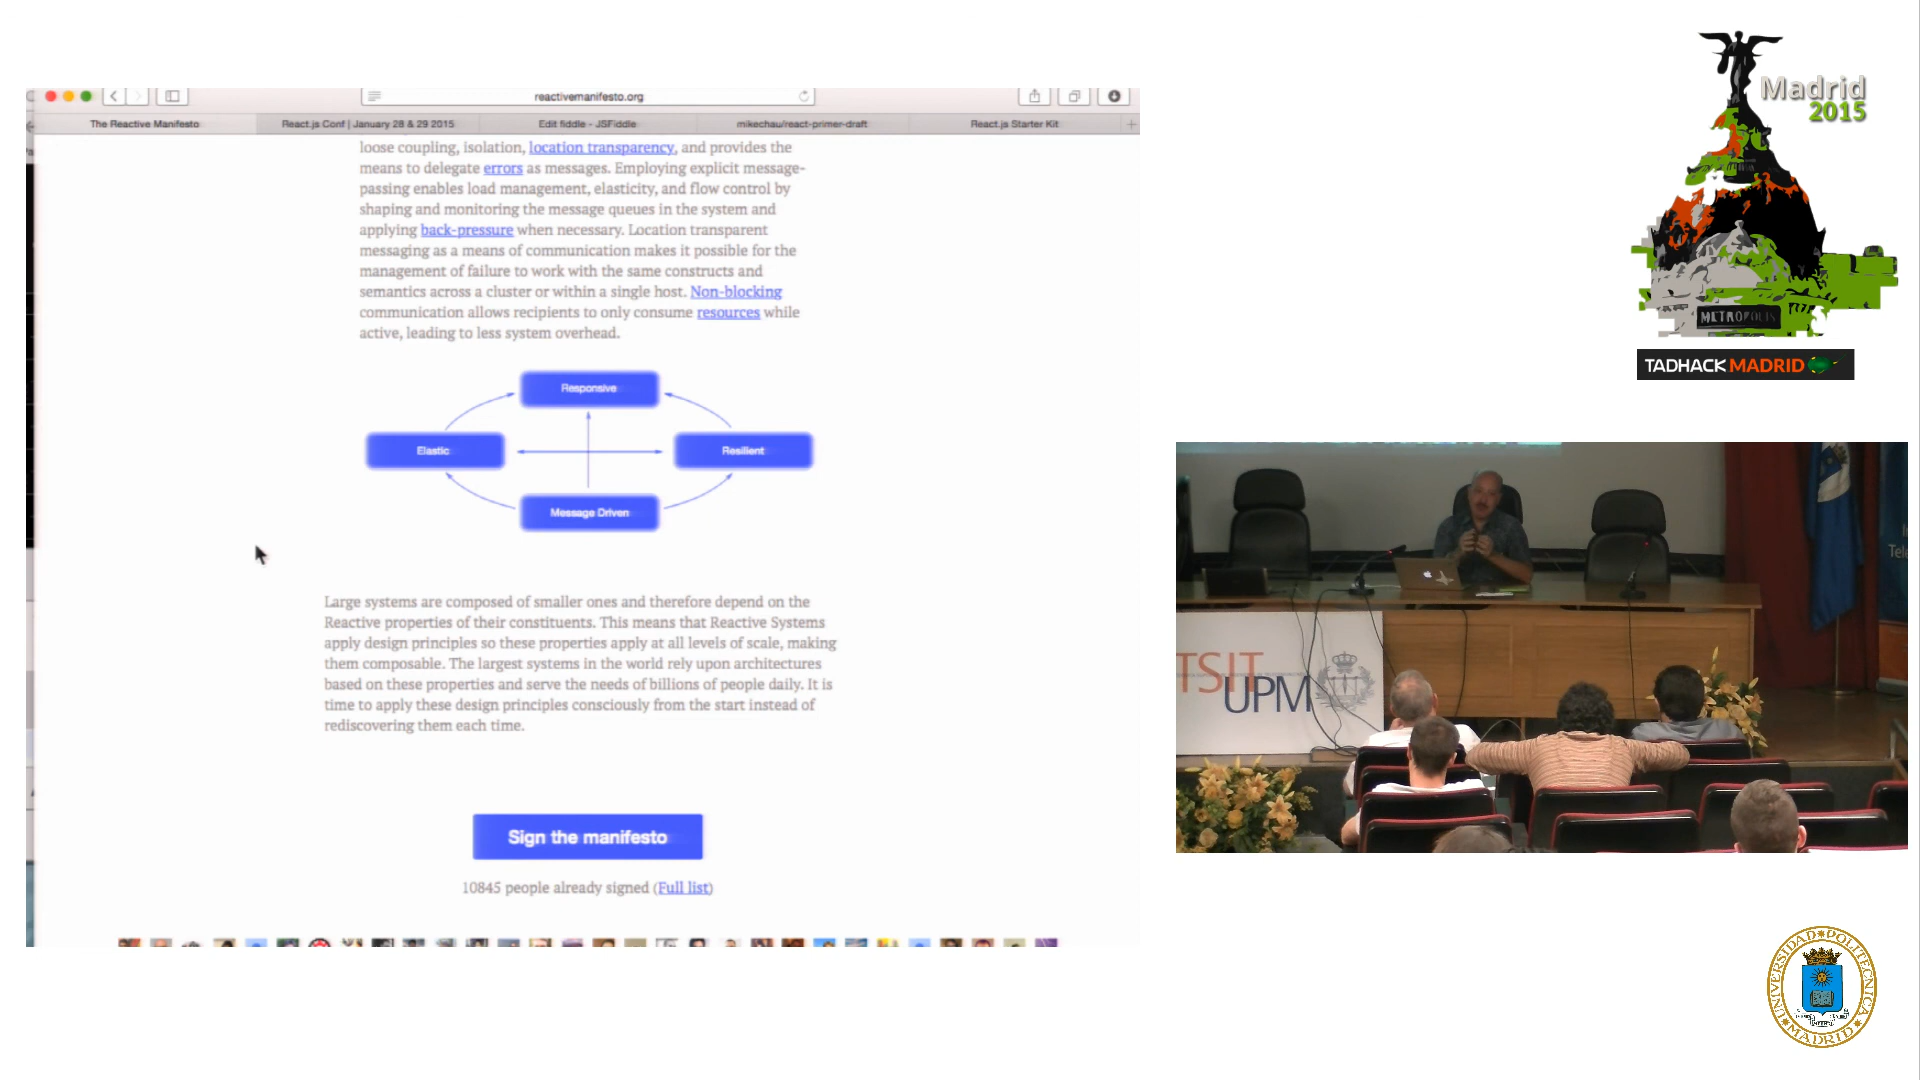 reactivemanifesto.org
The Reactive Manifesto
React.js Conf | January 28 & 29 2015
Edit fiddle - JSFiddle
mikechau/react-primer-draft
React.js Starter Kit
loose coupling, isolation, location transparency, and provides the
means to delegate errors as messages. Employing explicit message-
passing enables load management, elasticity, and flow control by
shaping and monitoring the message queues in the system and
applying back-pressure when necessary. Location transparent
messaging as a means of communication makes it possible for the
management of failure to work with the same constructs and
semantics across a cluster or within a single host. Non-blocking
communication allows recipients to only consume resources while
active, leading to less system overhead.
Responsive
Elastic
Resilient
Message Driven
Large systems are composed of smaller ones and therefore depend on the
Reactive properties of their constituents. This means that Reactive Systems
apply design principles so these properties apply at all levels of scale, making
them composable. The largest systems in the world rely upon architectures
based on these properties and serve the needs of billions of people daily. It is
time to apply these design principles consciously from the start instead of
rediscovering them each time.
Sign the manifesto
10845 people already signed (Full list)
Madrid
2015
METROPOLIS
TADHACK MADRID
TSIT
UPM
UNIVERSIDAD POLITECNICA
MADRID